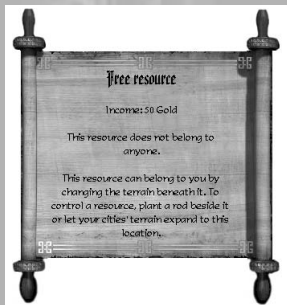 Free resource
Income: 50 Gold
This resource does not belong to
anyone.
This resource can belong to you by
changing the terrain beneath it. To
control a resource, plant a rod beside it
or let your cities' terrain expand to this
location.